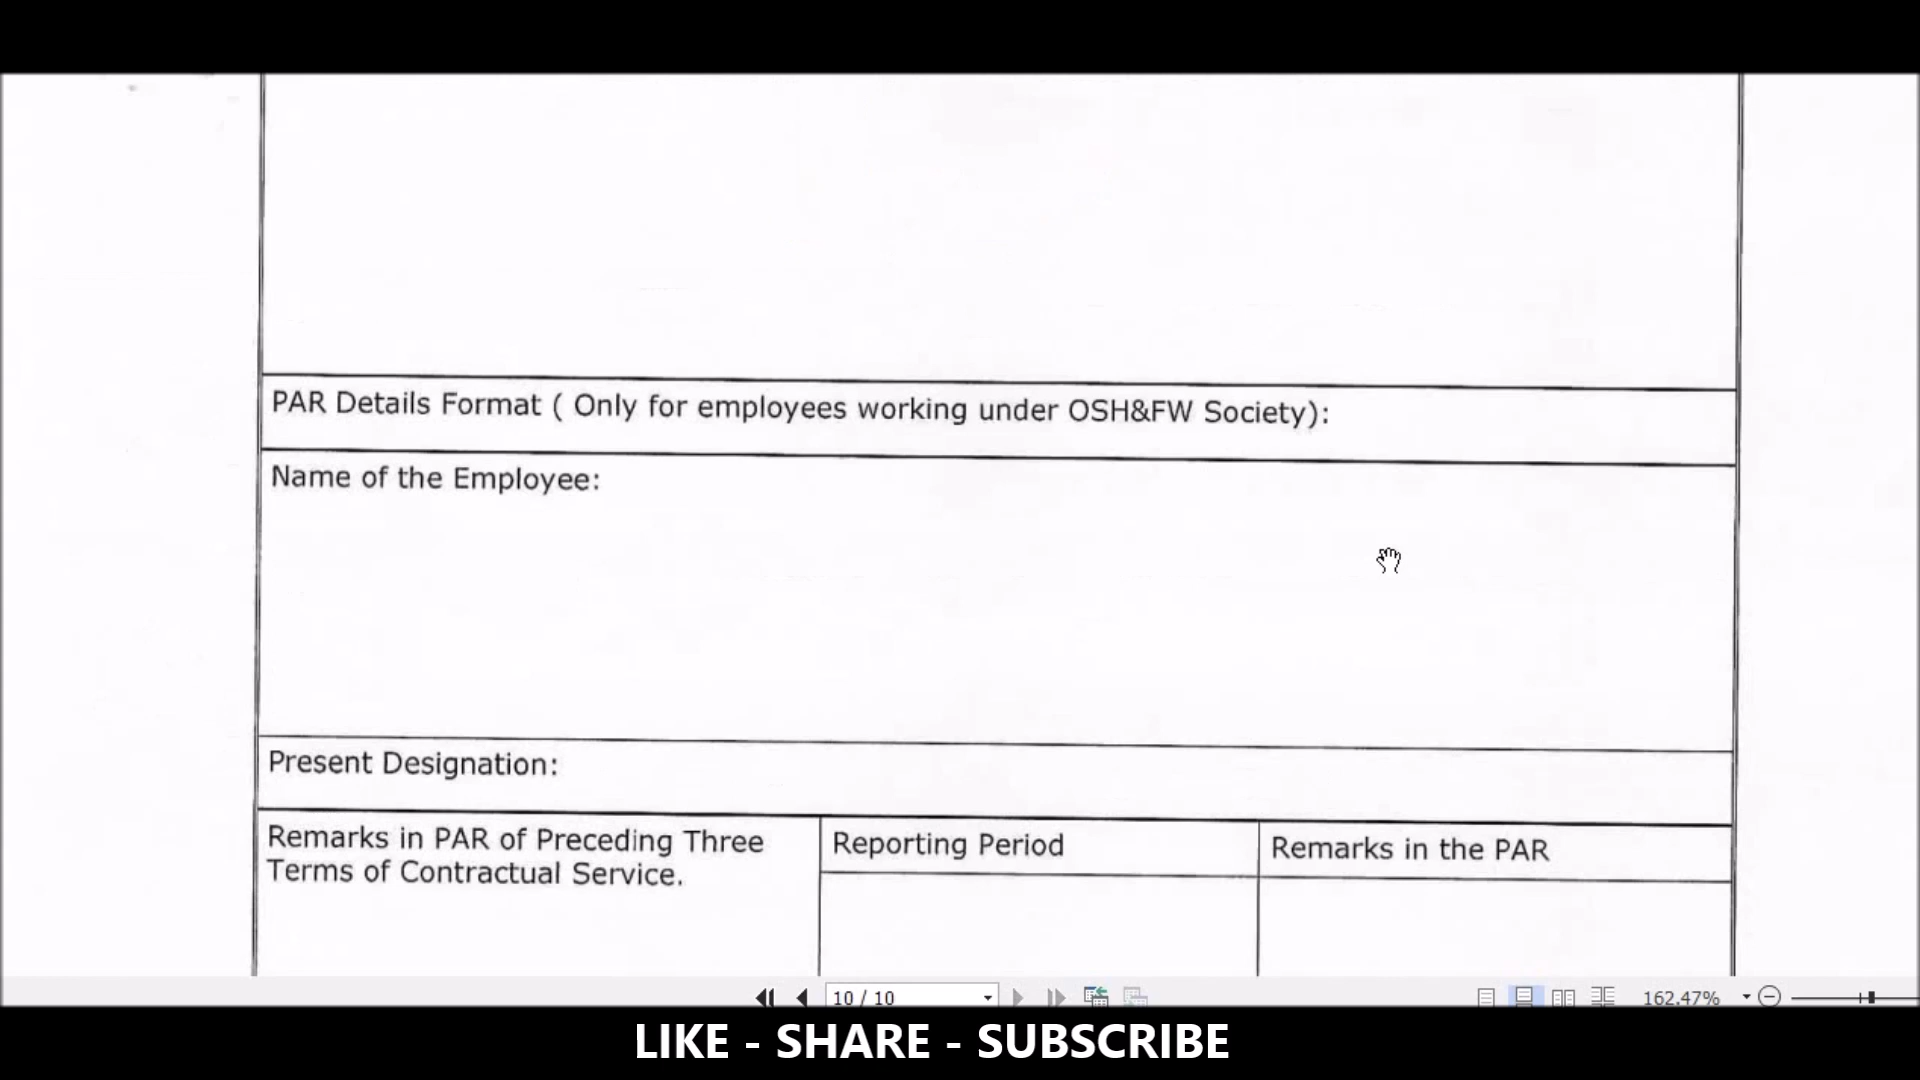 PAR Details Format ( Only for employees working under OSH&FW Society):
Name of the Employee:
Present Designation:
Remarks in PAR of Preceding Three
Terms of Contractual Service.
Reporting Period
Remarks in the PAR
10 / 10
162.47%
LIKE - SHARE - SUBSCRIBE